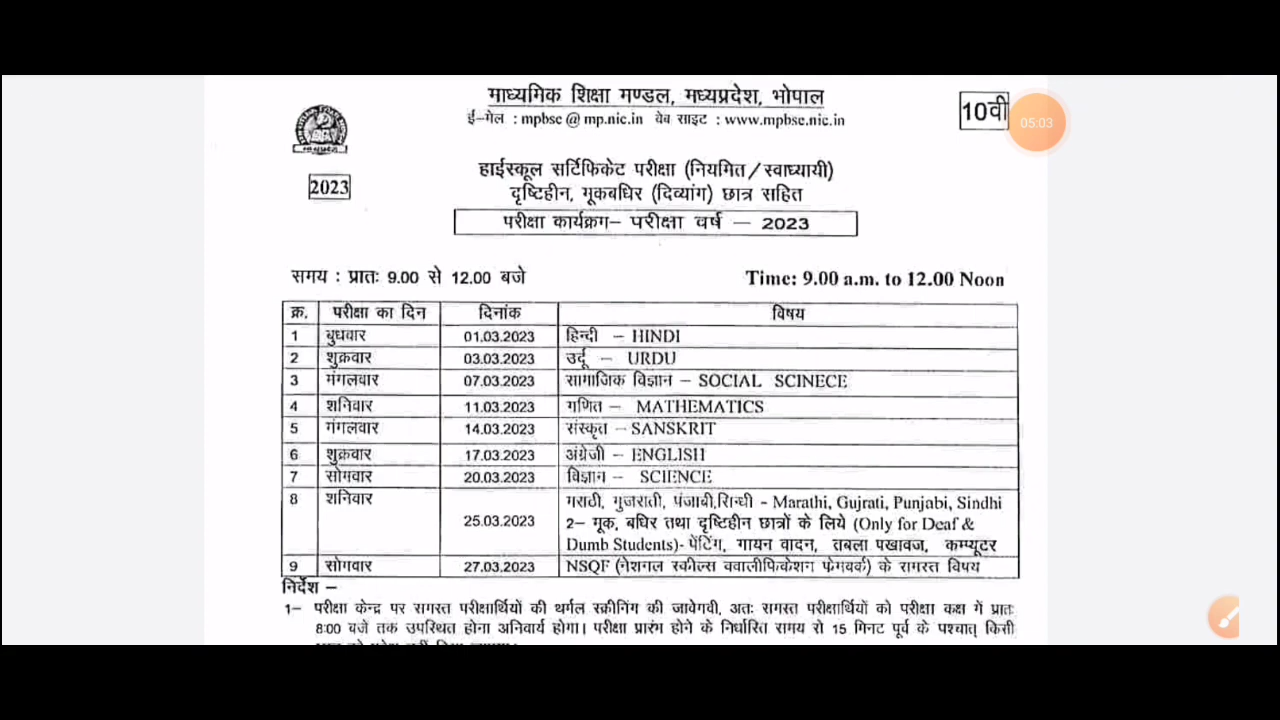 माध्यमिक शिक्षा मण्डल, मध्यप्रदेश, भोपाल
ई-मेल : mpbse @ mp.nic.in वेब साइट : www.mpbse.nic.in
10वी
05:03
हाईस्कूल सर्टिफिकेट परीक्षा (नियमित/स्वाध्यायी)
2023
दृष्टिहीन, मूकबधिर (दिव्यांग) छात्र सहित
परीक्षा कार्यक्रम– परीक्षा वर्ष – 2023
समय : प्रातः 9.00 से 12.00 बजे Time: 9.00 a.m. to 12.00 Noon
क्र. परीक्षा का दिन दिनांक विषय
1 बुधवार 01.03.2023 हिन्दी – HINDI
2 शुक्रवार 03.03.2023 उर्दू – URDU
3 मंगलवार 07.03.2023 सामाजिक विज्ञान – SOCIAL SCINECE
4 शनिवार 11.03.2023 गणित – MATHEMATICS
5 मंगलवार 14.03.2023 संस्कृत – SANSKRIT
6 शुक्रवार 17.03.2023 अंग्रेजी – ENGLISH
7 सोमवार 20.03.2023 विज्ञान – SCIENCE
8 शनिवार 25.03.2023 मराठी, गुजराती, पंजाबी,सिन्धी - Marathi, Gujrati, Punjabi, Sindhi
2– मूक, बधिर तथा दृष्टिहीन छात्रों के लिये (Only for Deaf &
Dumb Students)- पेंटिंग, गायन वादन, तबला पखावज, कम्प्यूटर
9 सोमवार 27.03.2023 NSQF (नेशनल स्कील्स क्वालीफिकेशन फ्रेमवर्क) के समस्त विषय
निर्देश –
1– परीक्षा केन्द्र पर समस्त परीक्षार्थियों की थर्मल स्क्रीनिंग की जावेगवी, अतः समस्त परीक्षार्थियों को परीक्षा कक्ष में प्रातः
8:00 बजे तक उपस्थित होना अनिवार्य होगा। परीक्षा प्रारंभ होने के निर्धारित समय से 15 मिनट पूर्व के पश्चात् किसी